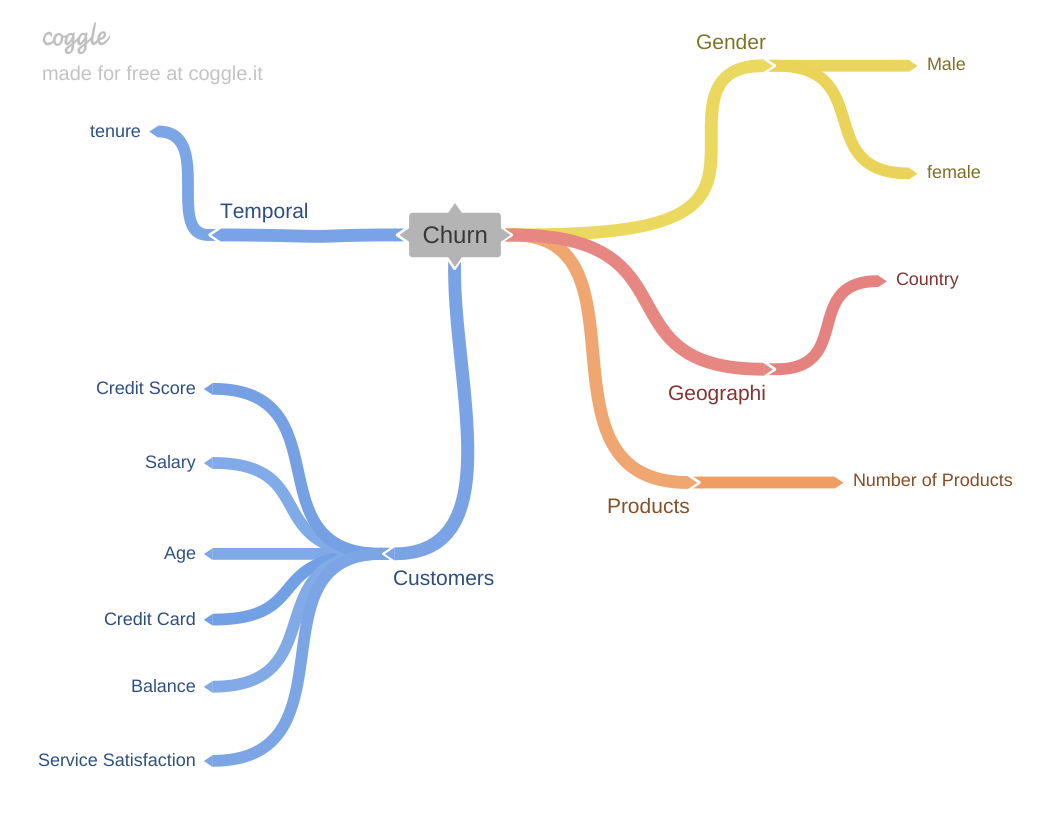 coggle
made for free at coggle.it
Churn
Gender
Male
female
Geographi
Country
Products
Number of Products
Temporal
tenure
Customers
Credit Score
Salary
Age
Credit Card
Balance
Service Satisfaction